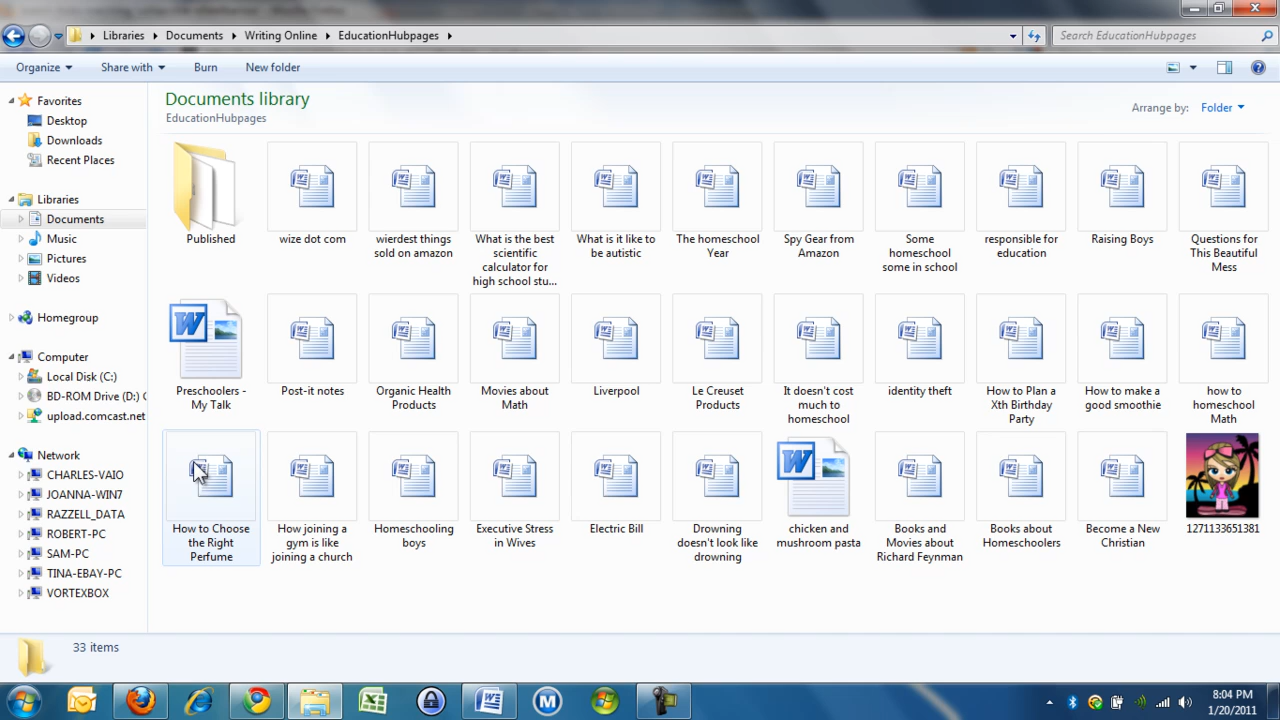 Libraries Documents Writing Online EducationHubpages
Search EducationHubpages
Organize Share with Burn New folder
Favorites
Desktop
Downloads
Recent Places
Libraries
Documents
Music
Pictures
Videos
Homegroup
Computer
Local Disk (C:)
BD-ROM Drive (D:)
upload.comcast.net
Network
CHARLES-VAIO
JOANNA-WIN7
RAZZELL_DATA
ROBERT-PC
SAM-PC
TINA-EBAY-PC
VORTEXBOX
Documents library
EducationHubpages
Arrange by: Folder
Published
wize dot com
wierdest things
sold on amazon
What is the best
scientific
calculator for
high school stu...
What is it like to
be autistic
The homeschool
Year
Spy Gear from
Amazon
Some
homeschool
some in school
responsible for
education
Raising Boys
Questions for
This Beautiful
Mess
Preschoolers -
My Talk
Post-it notes
Organic Health
Products
Movies about
Math
Liverpool
Le Creuset
Products
It doesn't cost
much to
homeschool
identity theft
How to Plan a
Xth Birthday
Party
How to make a
good smoothie
how to
homeschool
Math
How to Choose
the Right
Perfume
How joining a
gym is like
joining a church
Homeschooling
boys
Executive Stress
in Wives
Electric Bill
Drowning
doesn't look like
drowning
chicken and
mushroom pasta
Books and
Movies about
Richard Feynman
Books about
Homeschoolers
Become a New
Christian
1271133651381
33 items
8:04 PM
1/20/2011